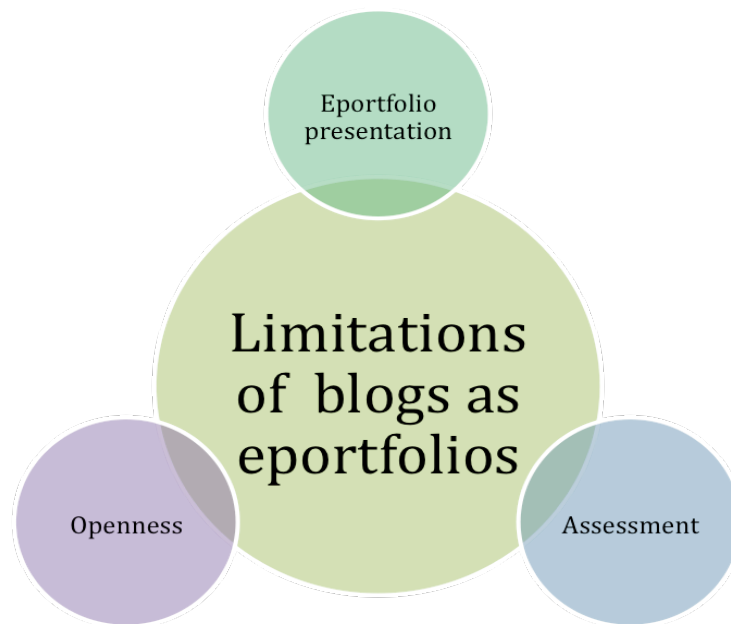 Eportfolio
presentation
Limitations
of blogs as
eportfolios
Openness
Assessment